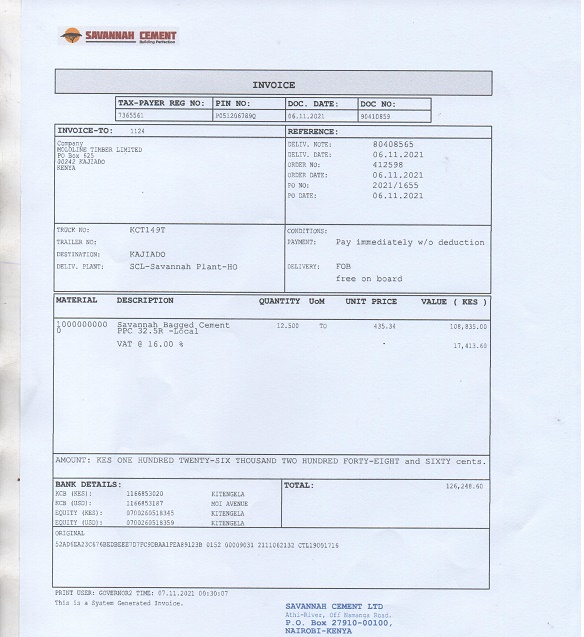 SAVANNAH CEMENT
Building Perfection
INVOICE
TAX-PAYER REG NO: PIN NO: DOC. DATE: DOC NO:
7365561 P051206789Q 06.11.2021 90410859
INVOICE-TO: 1124 REFERENCE:
Company
MOLOLINE TIMBER LIMITED
PO Box 625
00242 KAJIADO
KENYA
DELIV. NOTE: 80408565
DELIV. DATE: 06.11.2021
ORDER NO: 412598
ORDER DATE: 06.11.2021
PO NO: 2021/1655
PO DATE: 06.11.2021
TRUCK NO: KCT149T
TRAILER NO:
DESTINATION: KAJIADO
DELIV. PLANT: SCL-Savannah Plant-HO
CONDITIONS:
PAYMENT: Pay immediately w/o deduction
DELIVERY: FOB
free on board
MATERIAL DESCRIPTION QUANTITY UoM UNIT PRICE VALUE ( KES )
1000000000 Savannah Bagged Cement 12.500 TO 435.34 108,835.00
0 PPC 32.5R -Local
VAT @ 16.00 % 17,413.60
AMOUNT: KES ONE HUNDRED TWENTY-SIX THOUSAND TWO HUNDRED FORTY-EIGHT and SIXTY cents.
BANK DETAILS: TOTAL: 126,248.60
KCB (KES): 1166853020 KITENGELA
KCB (USD): 1166853187 MOI AVENUE
EQUITY (KES): 0700260518345 KITENGELA
EQUITY (USD): 0700260518359 KITENGELA
ORIGINAL
0152 00009031 2111082132 CTL19001716
PRINT USER: GOVERNOR2 TIME: 07.11.2021 00:30:07
This is a System Generated Invoice.
SAVANNAH CEMENT LTD
Athi-River, Off Namanga Road.
P.O. Box 27910-00100,
NAIROBI-KENYA